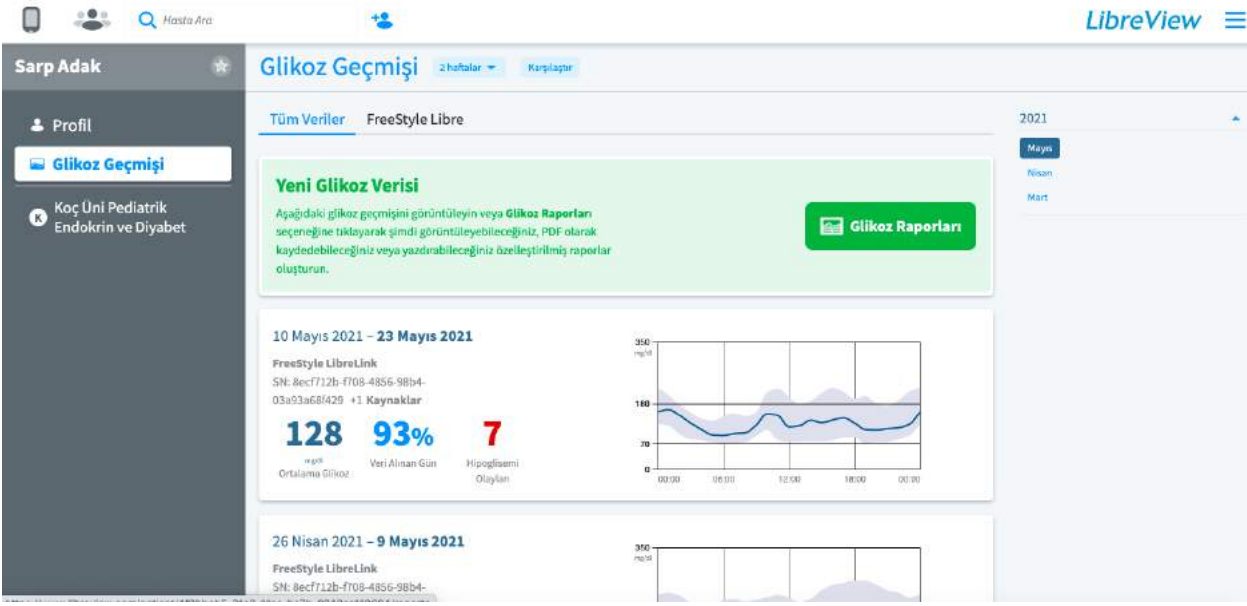 Hasta Ara
LibreView
Sarp Adak
Profil
Glikoz Geçmişi
K
Koç Üni Pediatrik
Endokrin ve Diyabet
Glikoz Geçmişi
2 haftalar
Karşılaştır
Tüm Veriler
FreeStyle Libre
Yeni Glikoz Verisi
Aşağıdaki glikoz geçmişini görüntüleyin veya Glikoz Raporları
seçeneğine tıklayarak şimdi görüntüleyebileceğiniz, PDF olarak
kaydedebileceğiniz veya yazdırabileceğiniz özelleştirilmiş raporlar
oluşturun.
Glikoz Raporları
2021
Mayıs
Nisan
Mart
10 Mayıs 2021 – 23 Mayıs 2021
FreeStyle LibreLink
SN: 8ecf712b-f708-4856-98b4-
03a93a68f429 +1 Kaynaklar
128
mg/dl
Ortalama Glikoz
93%
Veri Alınan Gün
7
Hipoglisemi
Olayları
350
mg/dl
180
70
0
00:00 06:00 12:00 18:00 00:00
26 Nisan 2021 – 9 Mayıs 2021
FreeStyle LibreLink
SN: 8ecf712b-f708-4856-98b4-
350
mg/dl